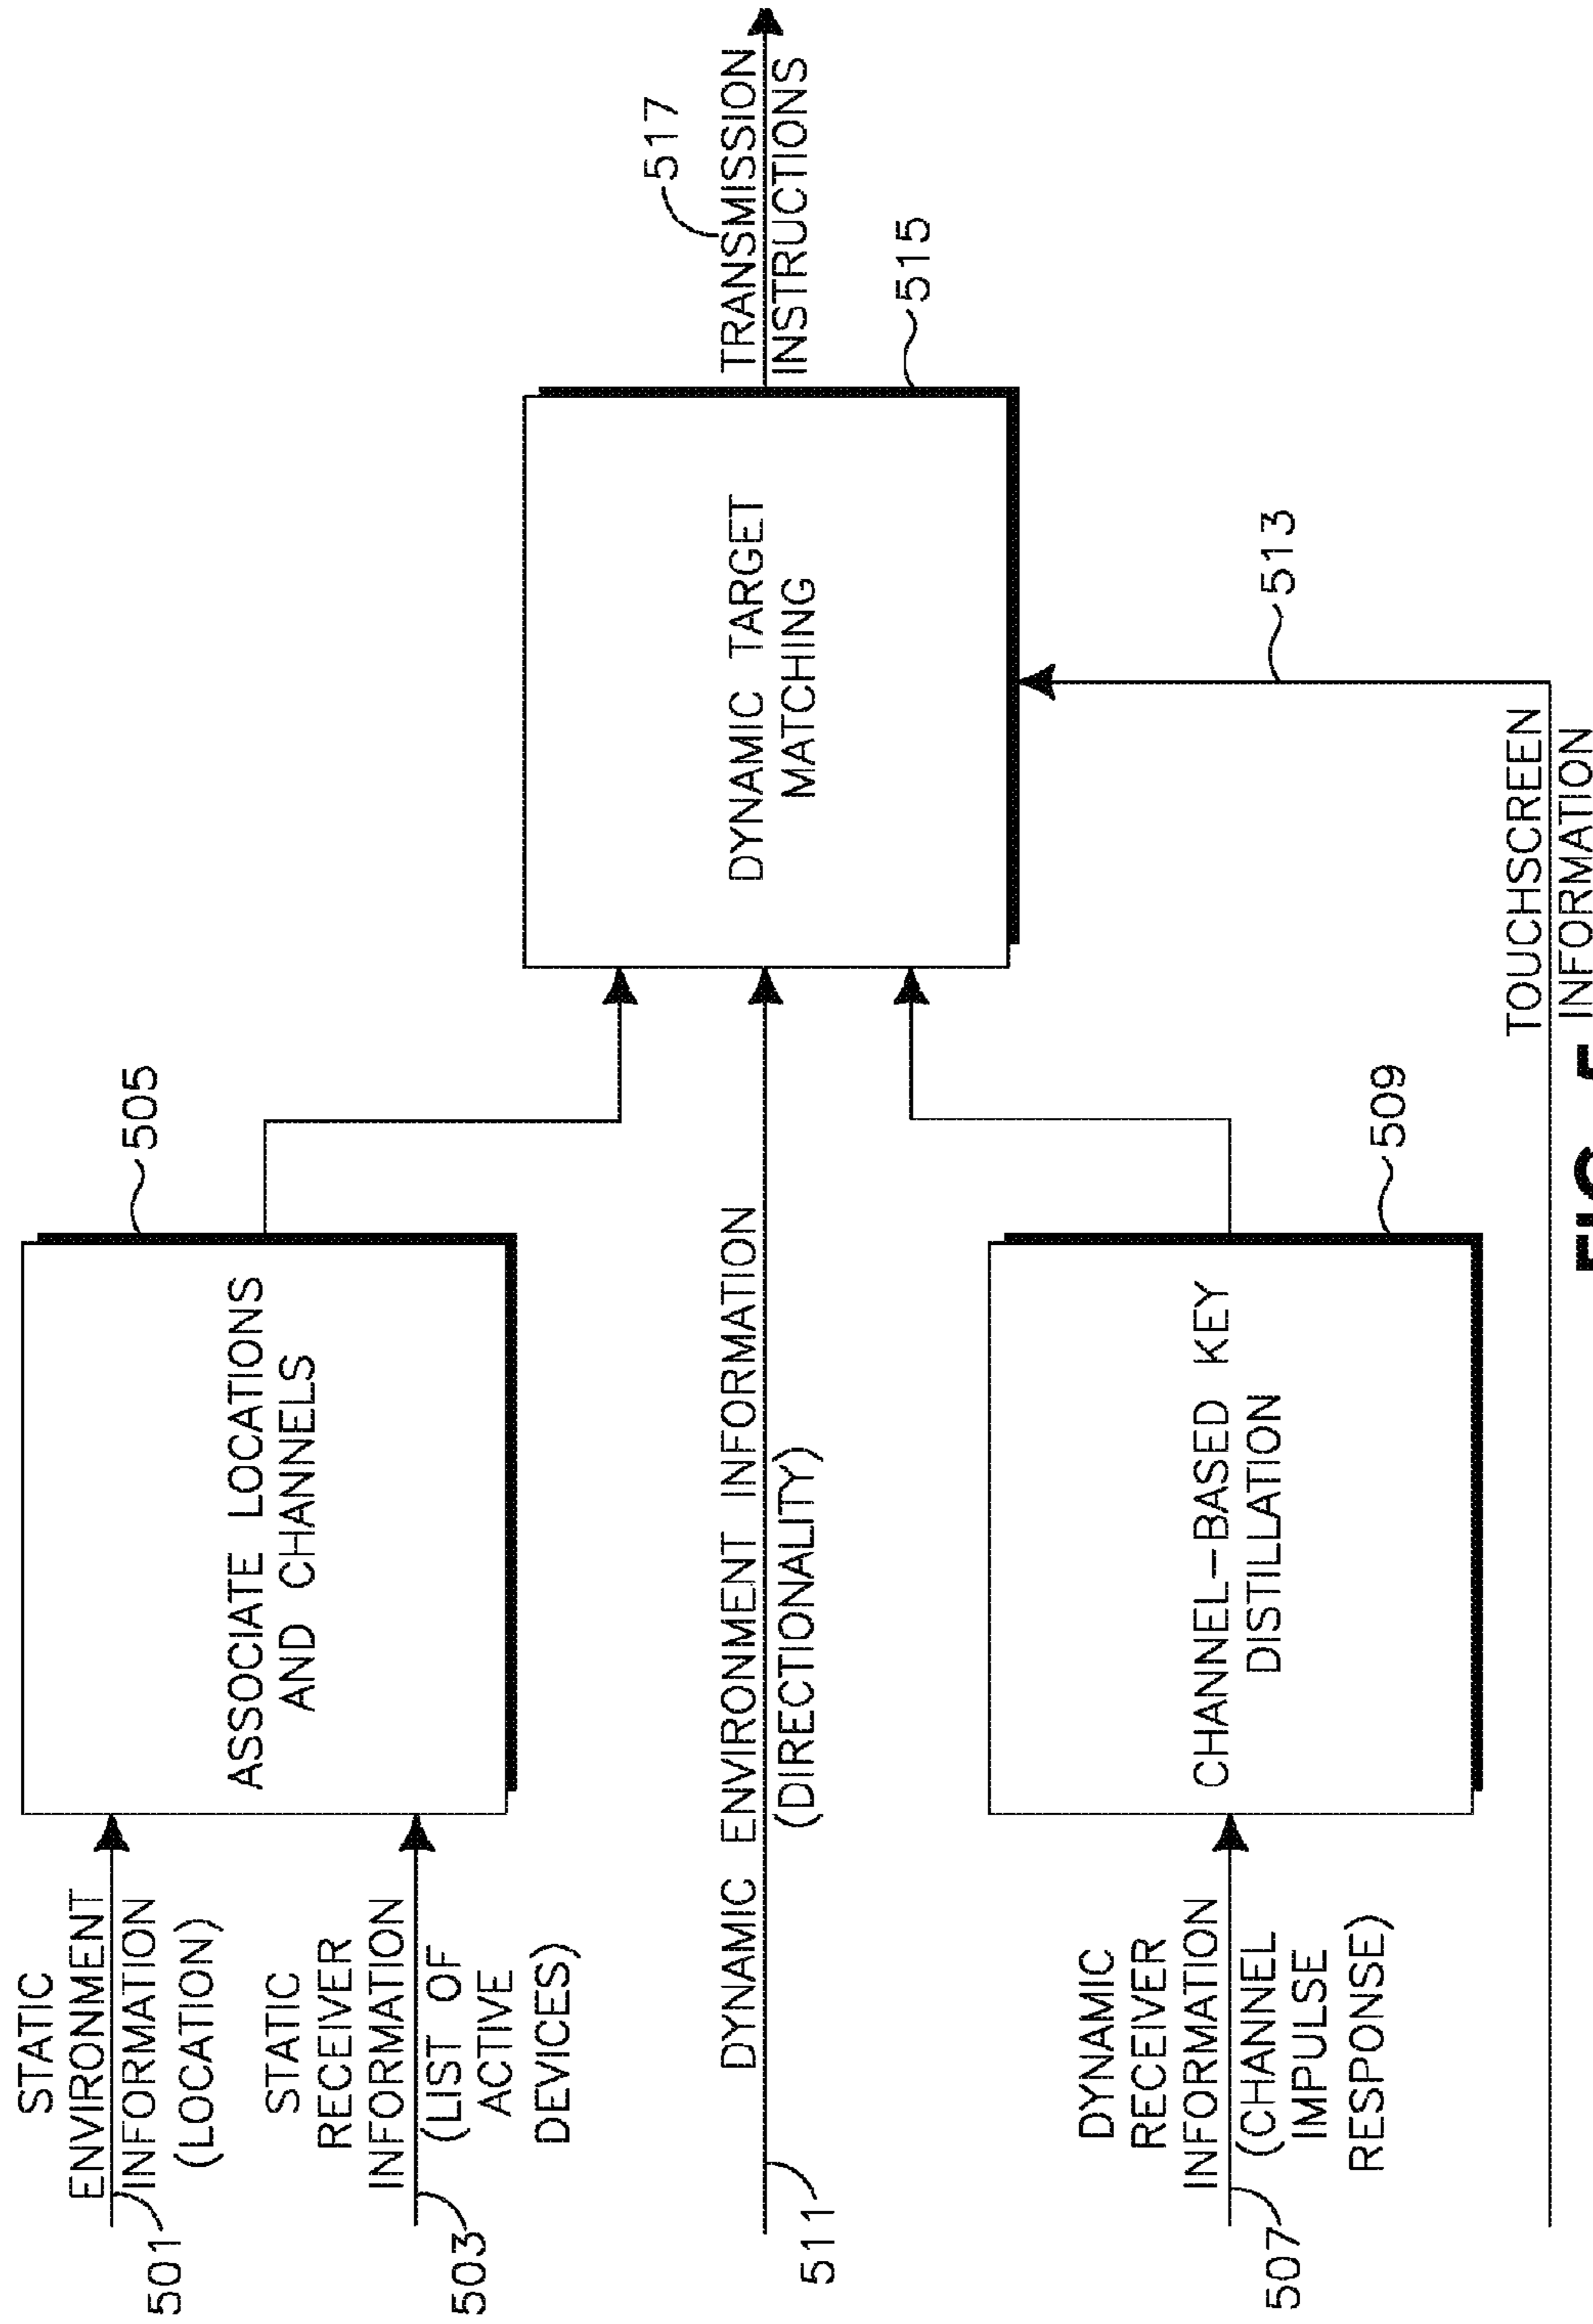 STATIC
ENVIRONMENT
INFORMATION
(LOCATION)
501
STATIC
RECEIVER
INFORMATION
(LIST OF
ACTIVE
DEVICES)
503
ASSOCIATE LOCATIONS
AND CHANNELS
505
DYNAMIC ENVIRONMENT INFORMATION
(DIRECTIONALITY)
511
DYNAMIC
RECEIVER
INFORMATION
(CHANNEL
IMPULSE
RESPONSE)
507
CHANNEL-BASED KEY
DISTILLATION
509
DYNAMIC TARGET
MATCHING
515
TRANSMISSION
INSTRUCTIONS
517
513
TOUCHSCREEN
INFORMATION